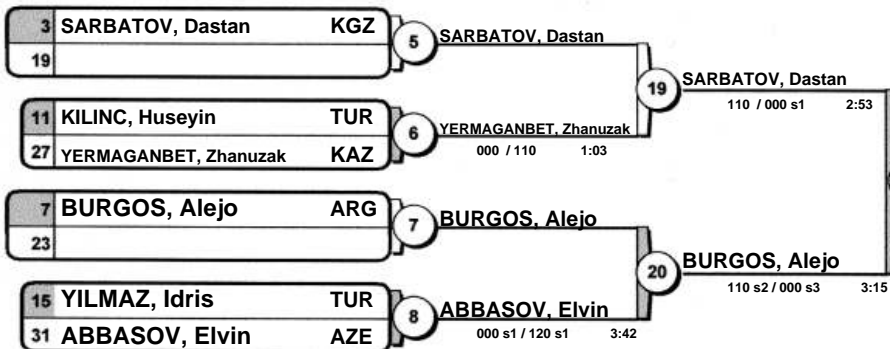 3 SARBATOV, Dastan KGZ
19
5
SARBATOV, Dastan
11 KILINC, Huseyin TUR
27 YERMAGANBET, Zhanuzak KAZ
6
YERMAGANBET, Zhanuzak
000 / 110 1:03
19
SARBATOV, Dastan
110 / 000 s1 2:53
7 BURGOS, Alejo ARG
23
7
BURGOS, Alejo
15 YILMAZ, Idris TUR
31 ABBASOV, Elvin AZE
8
ABBASOV, Elvin
000 s1 / 120 s1 3:42
20
BURGOS, Alejo
110 s2 / 000 s3 3:15